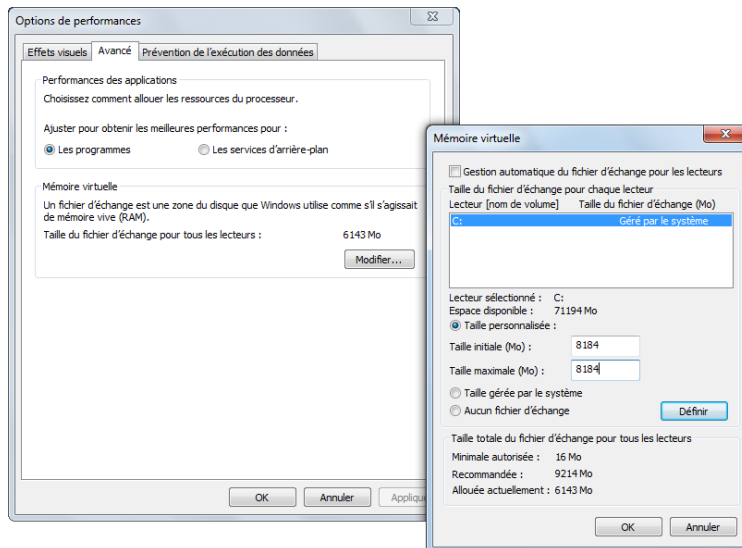 Options de performances
Effets visuels Avancé Prévention de l'exécution des données
Performances des applications
Choisissez comment allouer les ressources du processeur.
Ajuster pour obtenir les meilleures performances pour :
Les programmes Les services d'arrière-plan
Mémoire virtuelle
Un fichier d'échange est une zone du disque que Windows utilise comme s'il s'agissait
de mémoire vive (RAM).
Taille du fichier d'échange pour tous les lecteurs : 6143 Mo
Modifier...
OK Annuler Applique
Mémoire virtuelle
Gestion automatique du fichier d'échange pour les lecteurs
Taille du fichier d'échange pour chaque lecteur
Lecteur [nom de volume] Taille du fichier d'échange (Mo)
C: Géré par le système
Lecteur sélectionné : C:
Espace disponible : 71194 Mo
Taille personnalisée :
Taille initiale (Mo) : 8184
Taille maximale (Mo) : 8184
Taille gérée par le système
Aucun fichier d'échange Définir
Taille totale du fichier d'échange pour tous les lecteurs
Minimale autorisée : 16 Mo
Recommandée : 9214 Mo
Allouée actuellement : 6143 Mo
OK Annuler